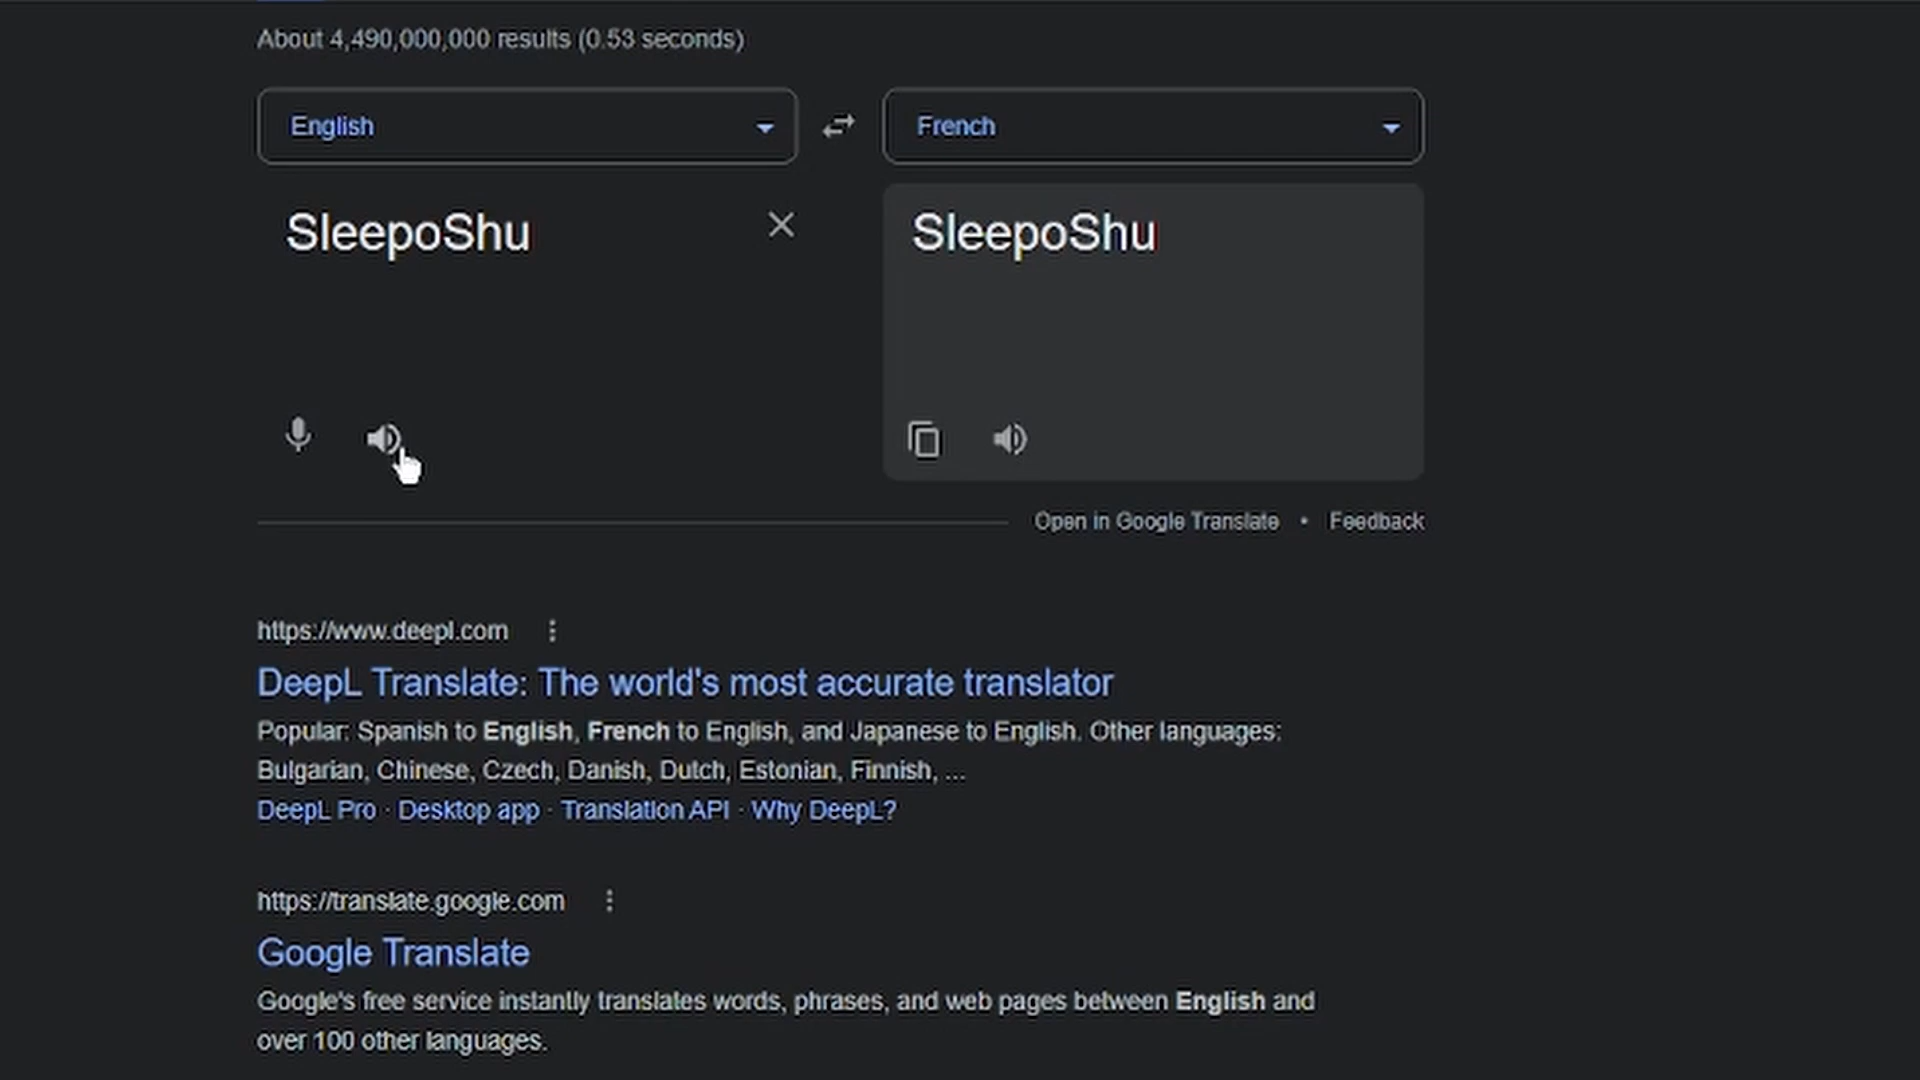 About 4,490,000,000 results (0.53 seconds)
English
French
SleepoShu
SleepoShu
Open in Google Translate • Feedback
https://www.deepl.com
DeepL Translate: The world's most accurate translator
Popular: Spanish to English, French to English, and Japanese to English. Other languages:
Bulgarian, Chinese, Czech, Danish, Dutch, Estonian, Finnish, ...
DeepL Pro · Desktop app · Translation API · Why DeepL?
https://translate.google.com
Google Translate
Google's free service instantly translates words, phrases, and web pages between English and
over 100 other languages.